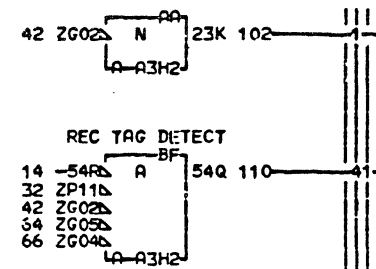 AA
42 ZG02 N 23K 102 1
A A3H2
REC TAG DETECT
BF
14 -54R A 54Q 110 41
32 ZP11
42 ZG02
54 ZG05
66 ZG04
A A3H2